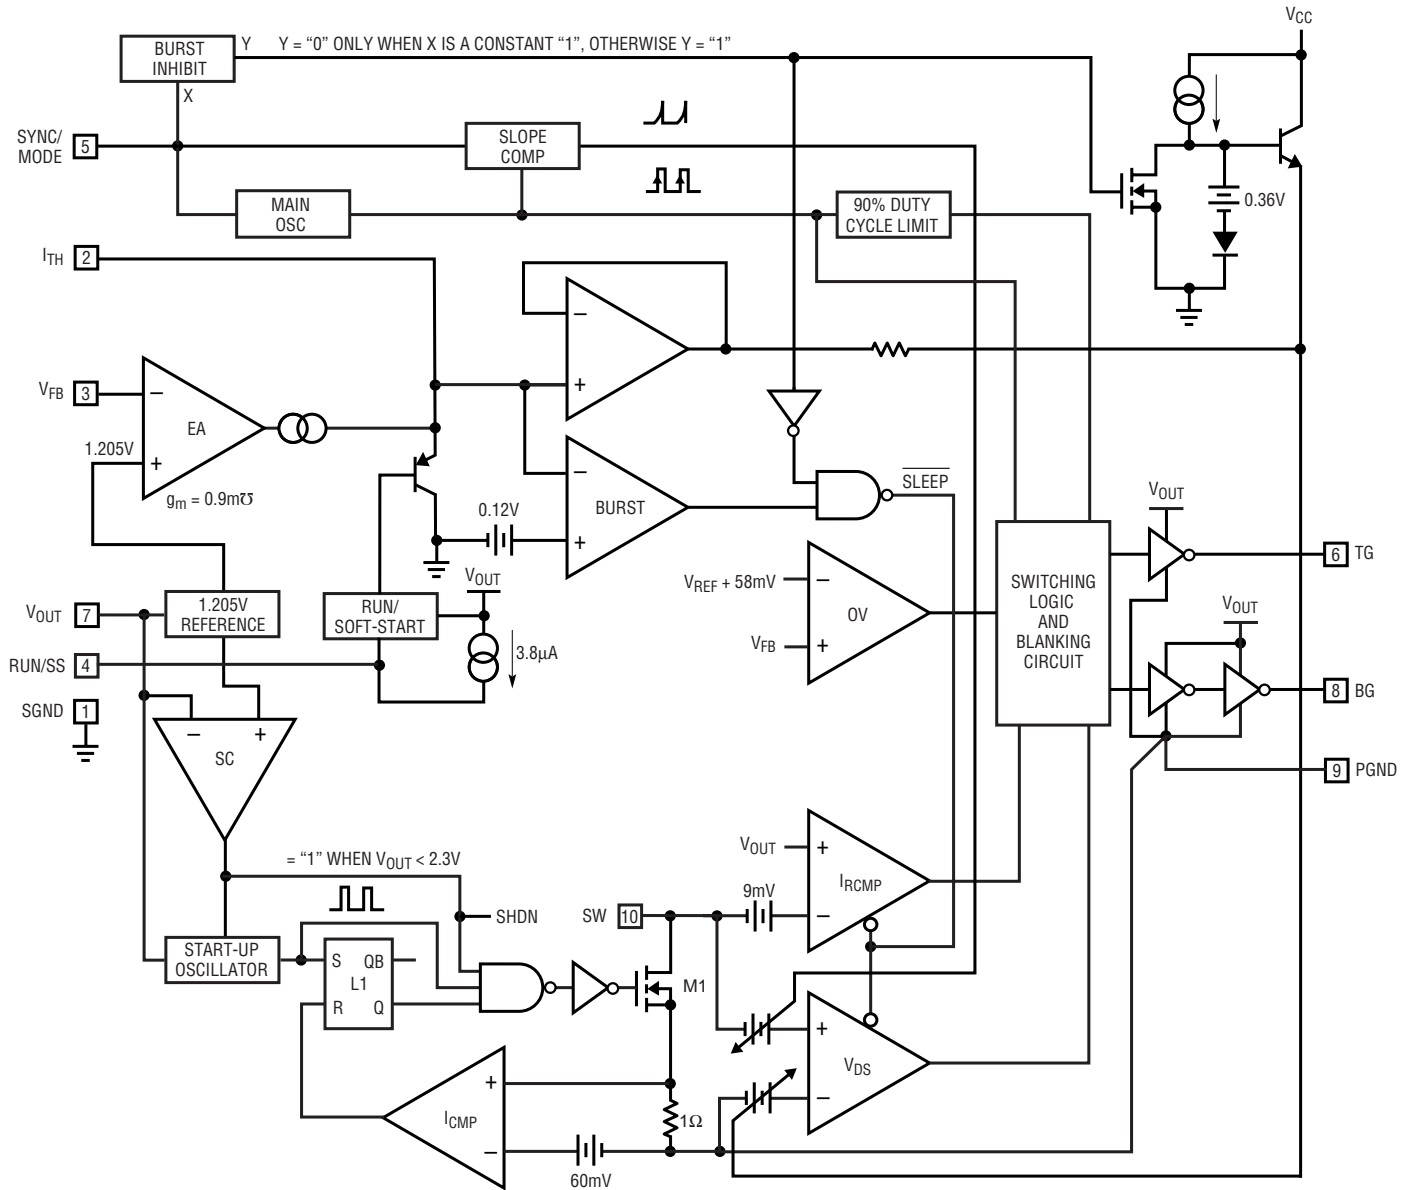 VCC
BURST
INHIBIT
Y
Y = “0” ONLY WHEN X IS A CONSTANT “1”, OTHERWISE Y = “1”
X
SYNC/
MODE
5
SLOPE
COMP
MAIN
OSC
90% DUTY
CYCLE LIMIT
0.36V
ITH
2
–
+
VFB
3
–
EA
1.205V
+
gm = 0.9m℧
–
BURST
+
0.12V
SLEEP
VOUT
VREF + 58mV
–
OV
VFB
+
SWITCHING
LOGIC
AND
BLANKING
CIRCUIT
VOUT
6
TG
VOUT
7
1.205V
REFERENCE
RUN/
SOFT-START
3.8µA
VOUT
RUN/SS
4
8
BG
SGND
1
–
+
SC
9
PGND
= “1” WHEN VOUT < 2.3V
VOUT
+
IRCMP
9mV
–
SHDN
SW
10
START-UP
OSCILLATOR
S
QB
L1
R
Q
M1
+
VDS
–
+
ICMP
–
1Ω
60mV